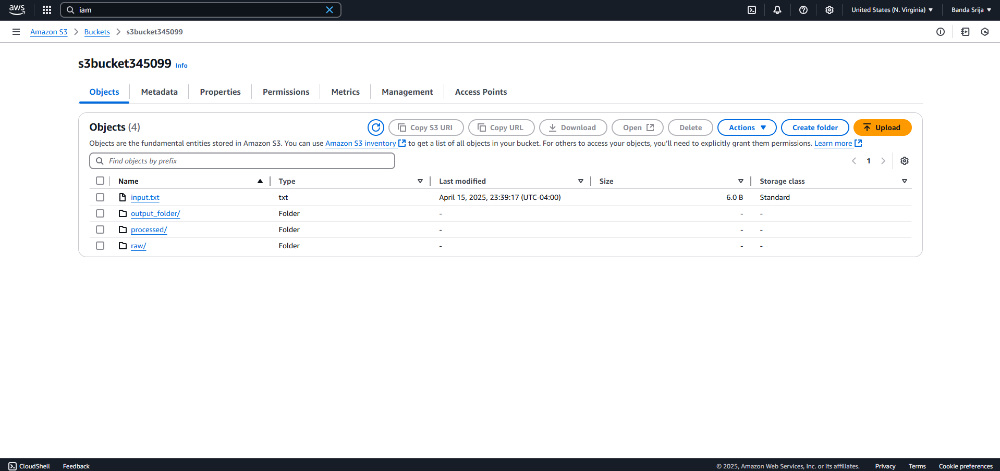 aws iam United States (N. Virginia) Banda Srija
Amazon S3 Buckets s3bucket345099
s3bucket345099 Info
Objects Metadata Properties Permissions Metrics Management Access Points
Objects (4) Copy S3 URI Copy URL Download Open Delete Actions Create folder Upload
Objects are the fundamental entities stored in Amazon S3. You can use Amazon S3 inventory to get a list of all objects in your bucket. For others to access your objects, you'll need to explicitly grant them permissions. Learn more
Find objects by prefix 1
Name Type Last modified Size Storage class
input.txt txt April 15, 2025, 23:39:17 (UTC-04:00) 6.0 B Standard
output_folder/ Folder - - -
processed/ Folder - - -
raw/ Folder - - -
CloudShell Feedback © 2025, Amazon Web Services, Inc. or its affiliates. Privacy Terms Cookie preferences